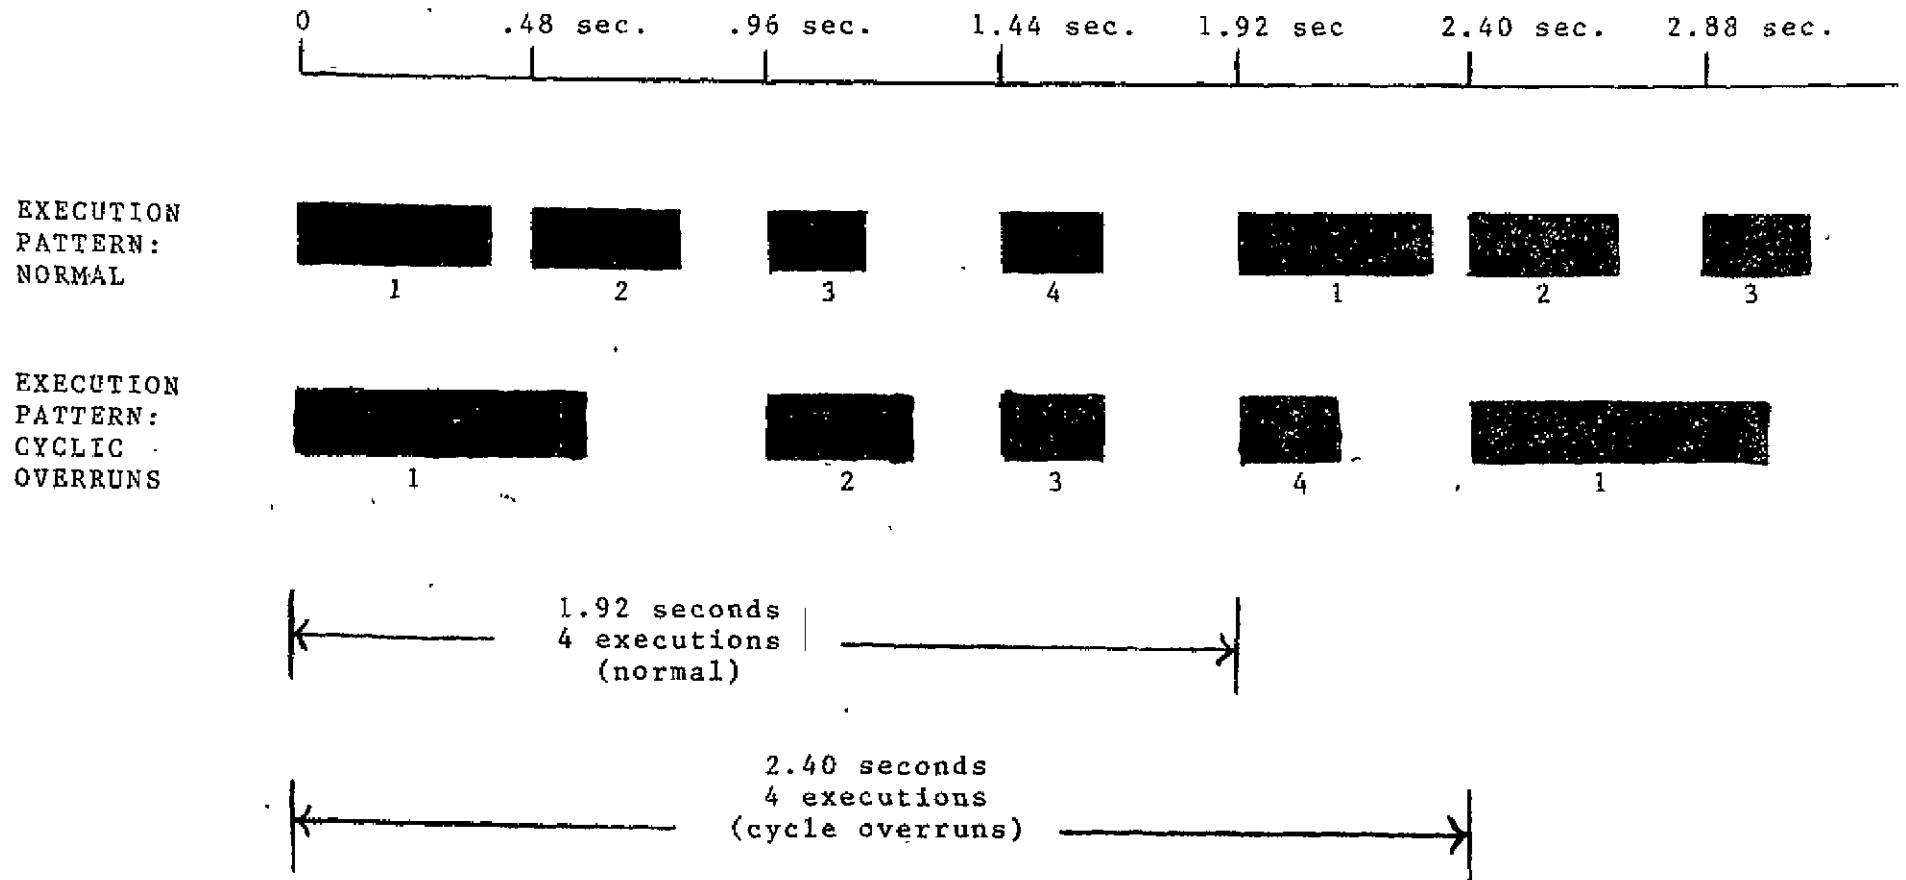 0 .48 sec. .96 sec. 1.44 sec. 1.92 sec 2.40 sec. 2.88 sec.
EXECUTION
PATTERN:
NORMAL
1 2 3 4 1 2 3
EXECUTION
PATTERN:
CYCLIC
OVERRUNS
1 2 3 4 1
1.92 seconds
4 executions
(normal)
2.40 seconds
4 executions
(cycle overruns)